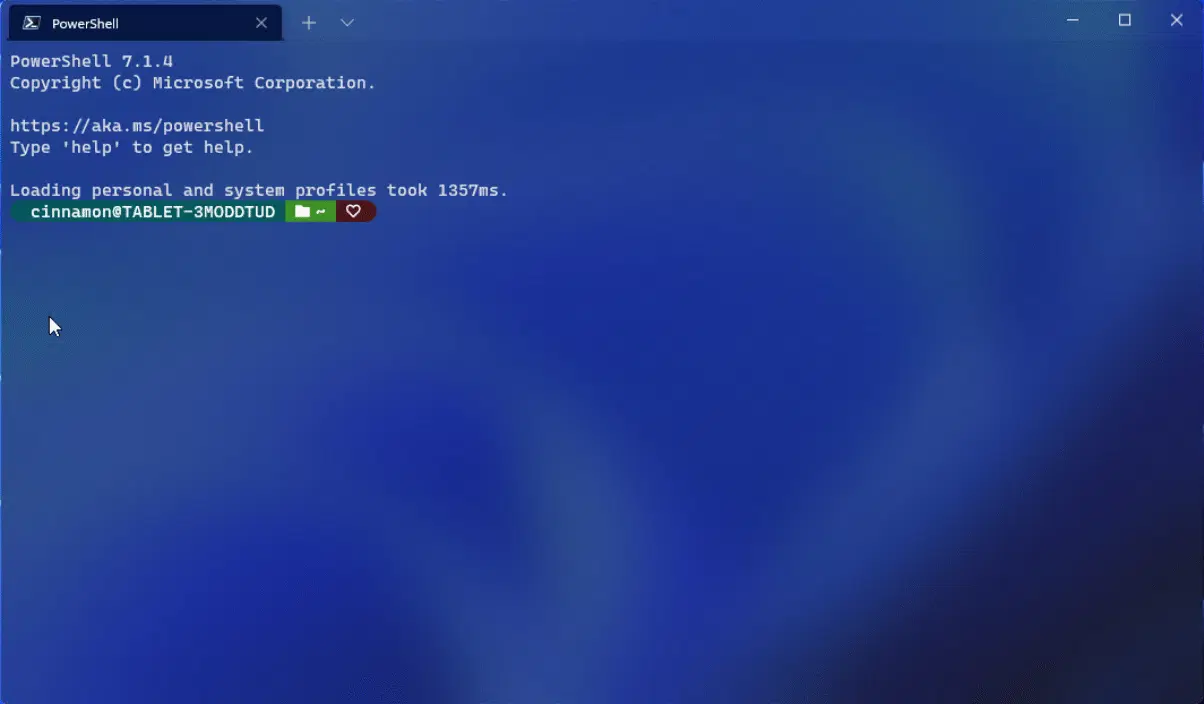 PowerShell
PowerShell 7.1.4
Copyright (c) Microsoft Corporation.
https://aka.ms/powershell
Type 'help' to get help.
Loading personal and system profiles took 1357ms.
cinnamon@TABLET-3MODDTUD ~